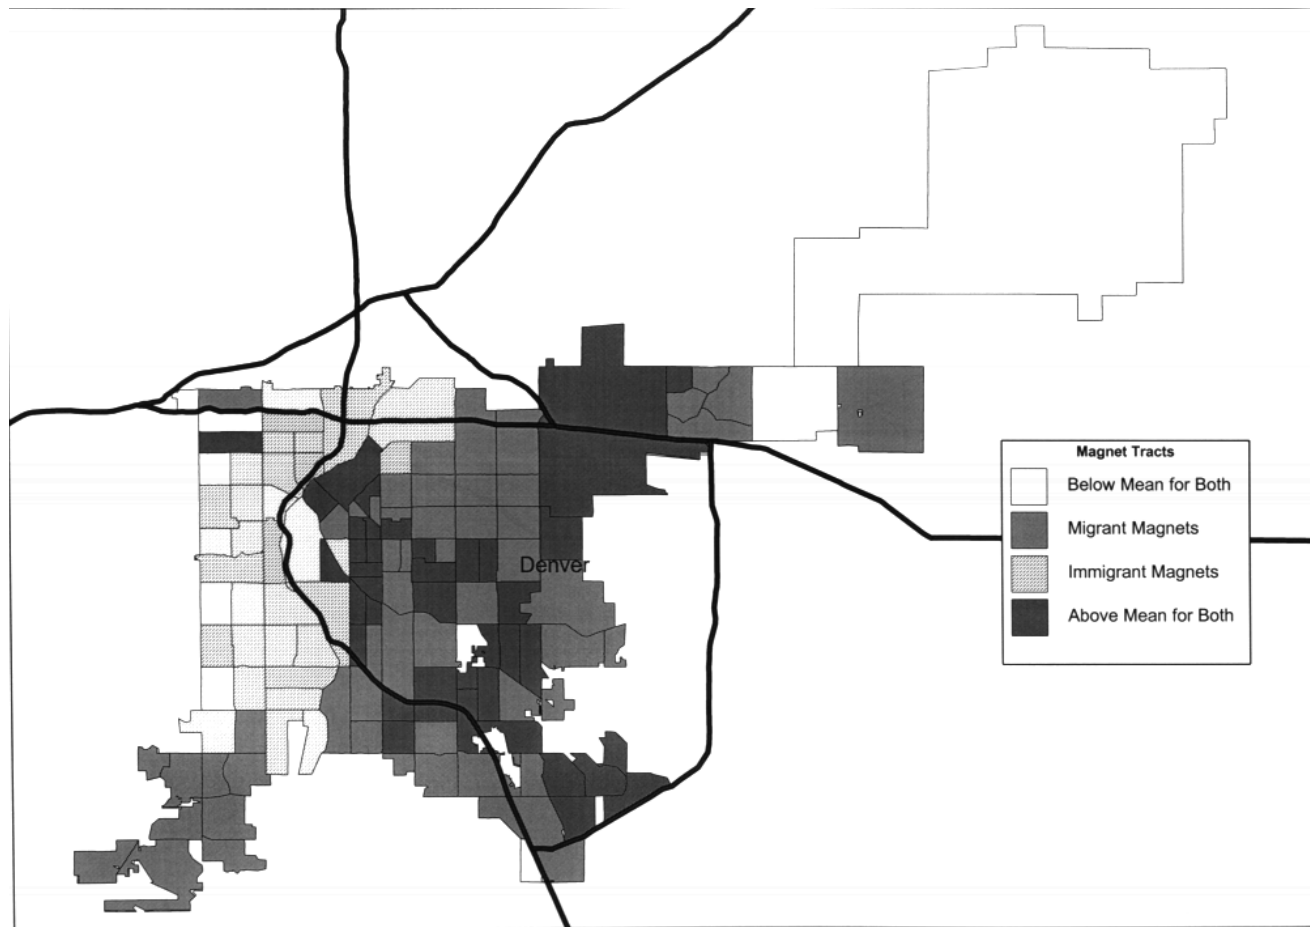 Denver
Magnet Tracts
Below Mean for Both
Migrant Magnets
Immigrant Magnets
Above Mean for Both